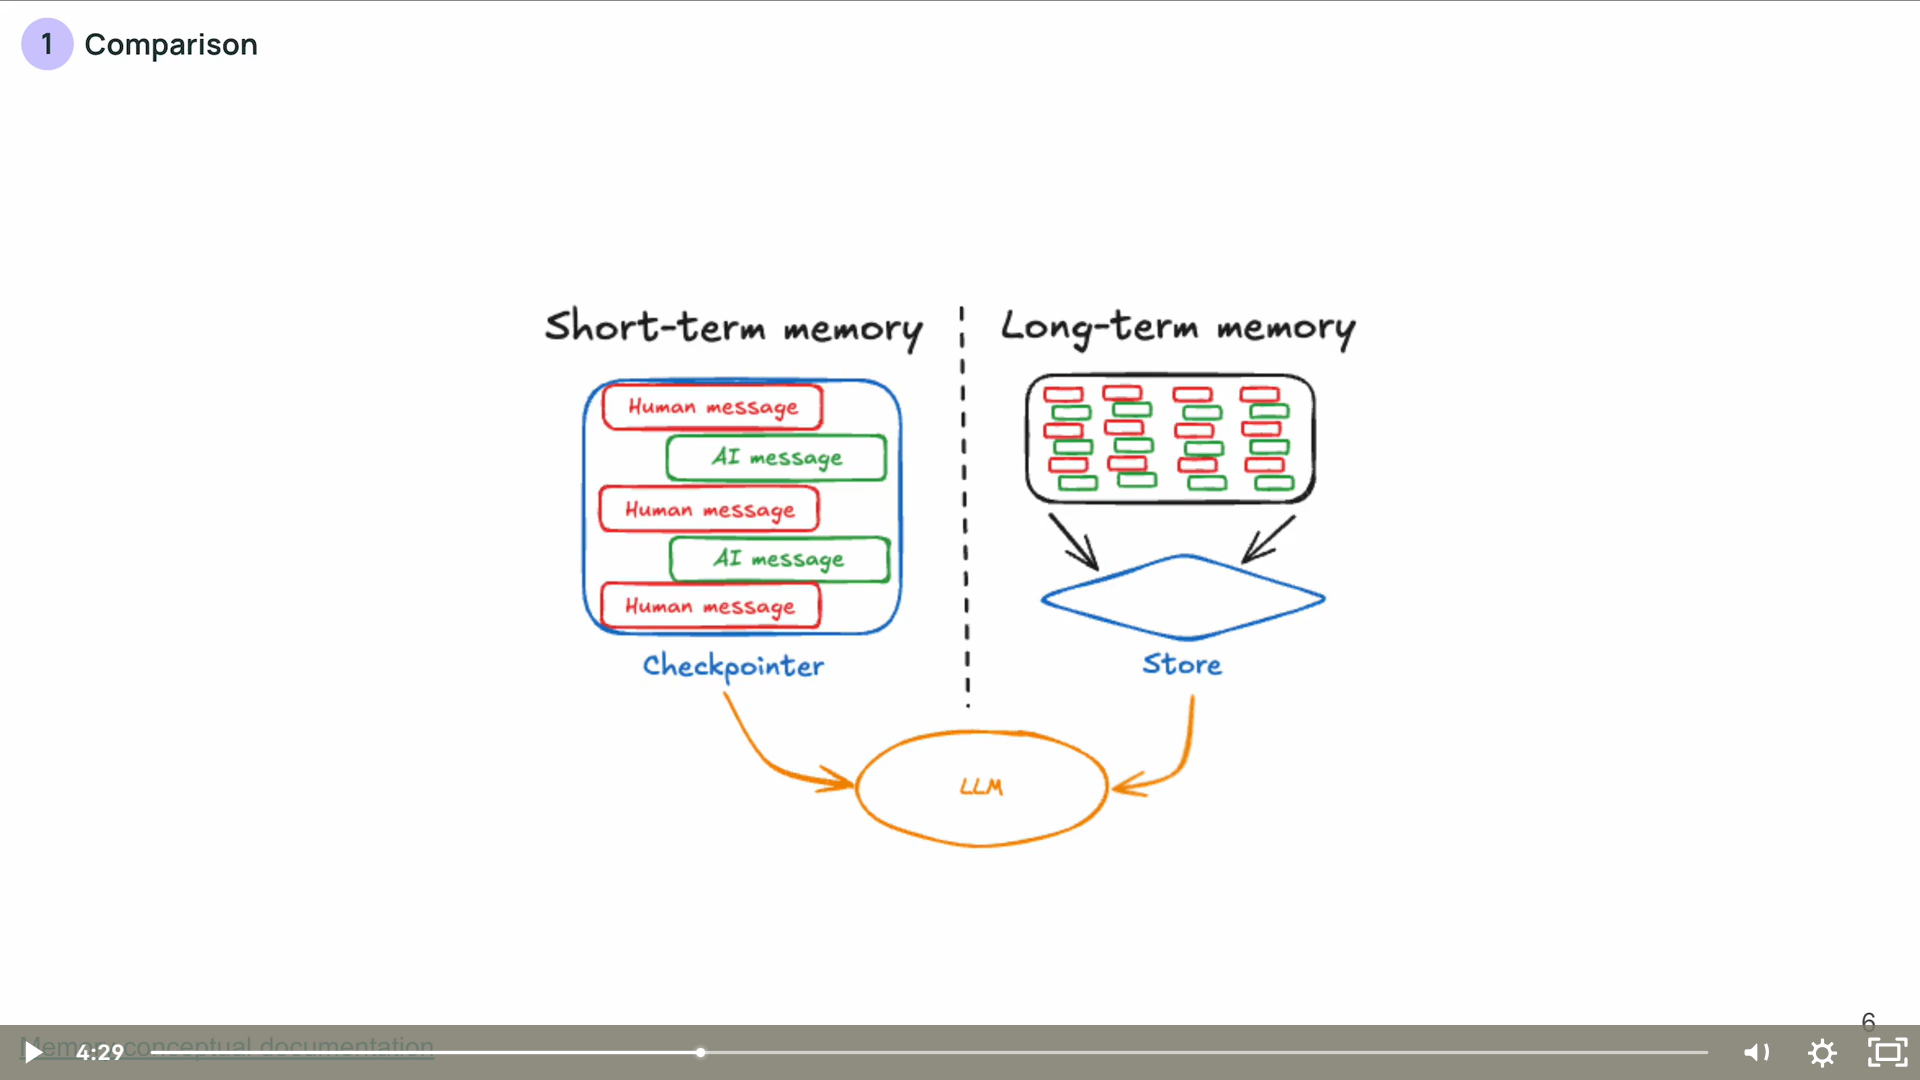 1 Comparison
Short-term memory
Long-term memory
Human message
AI message
Human message
AI message
Human message
Checkpointer
Store
LLM
6
Memory conceptual documentation
4:29